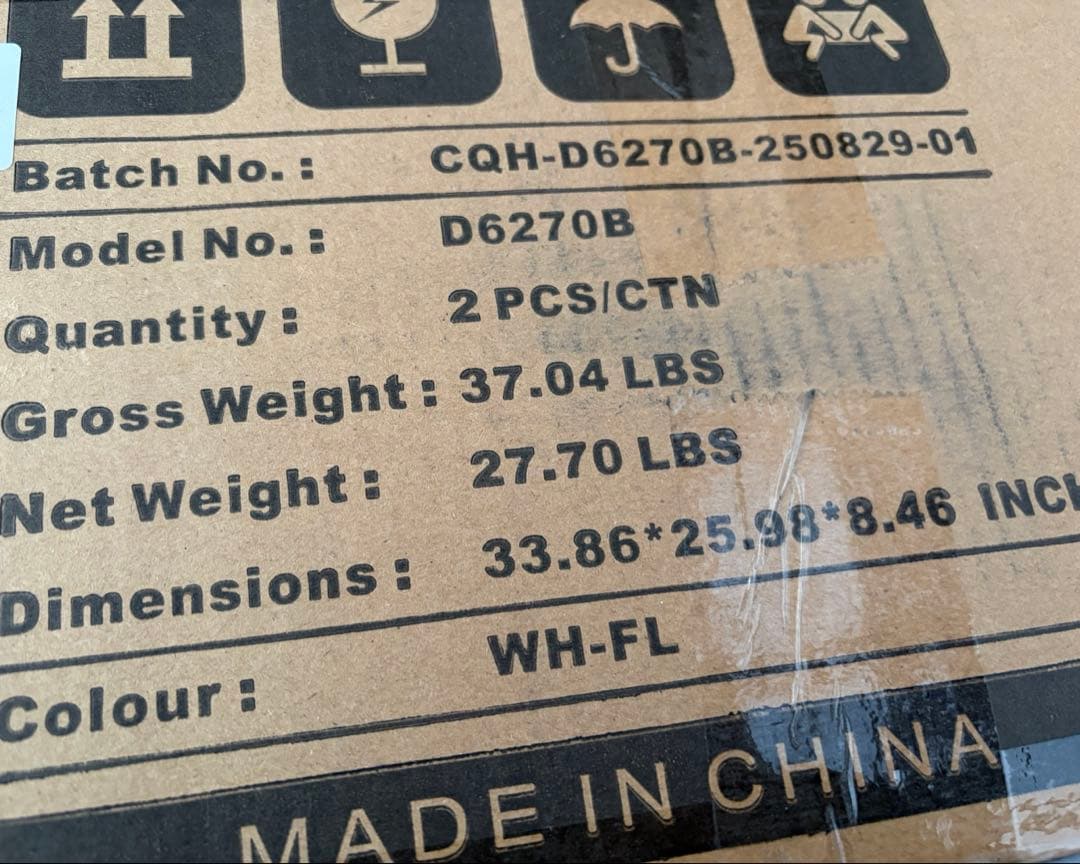 Batch No. : CQH-D6270B-250829-01
Model No. : D6270B
Quantity : 2 PCS/CTN
Gross Weight : 37.04 LBS
Net Weight : 27.70 LBS
Dimensions : 33.86*25.98*8.46
Colour : WH-FL
MADE IN CHINA